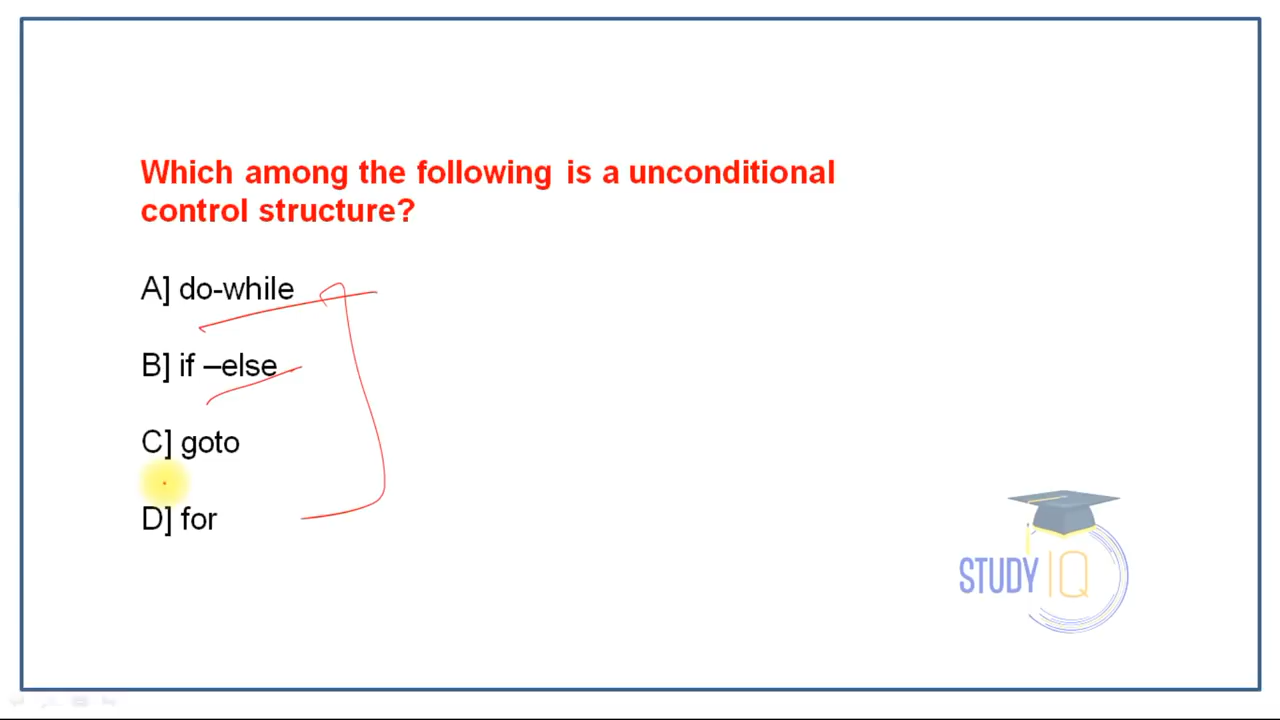 Which among the following is a unconditional
control structure?
A] do-while
B] if –else
C] goto
D] for
STUDY IQ